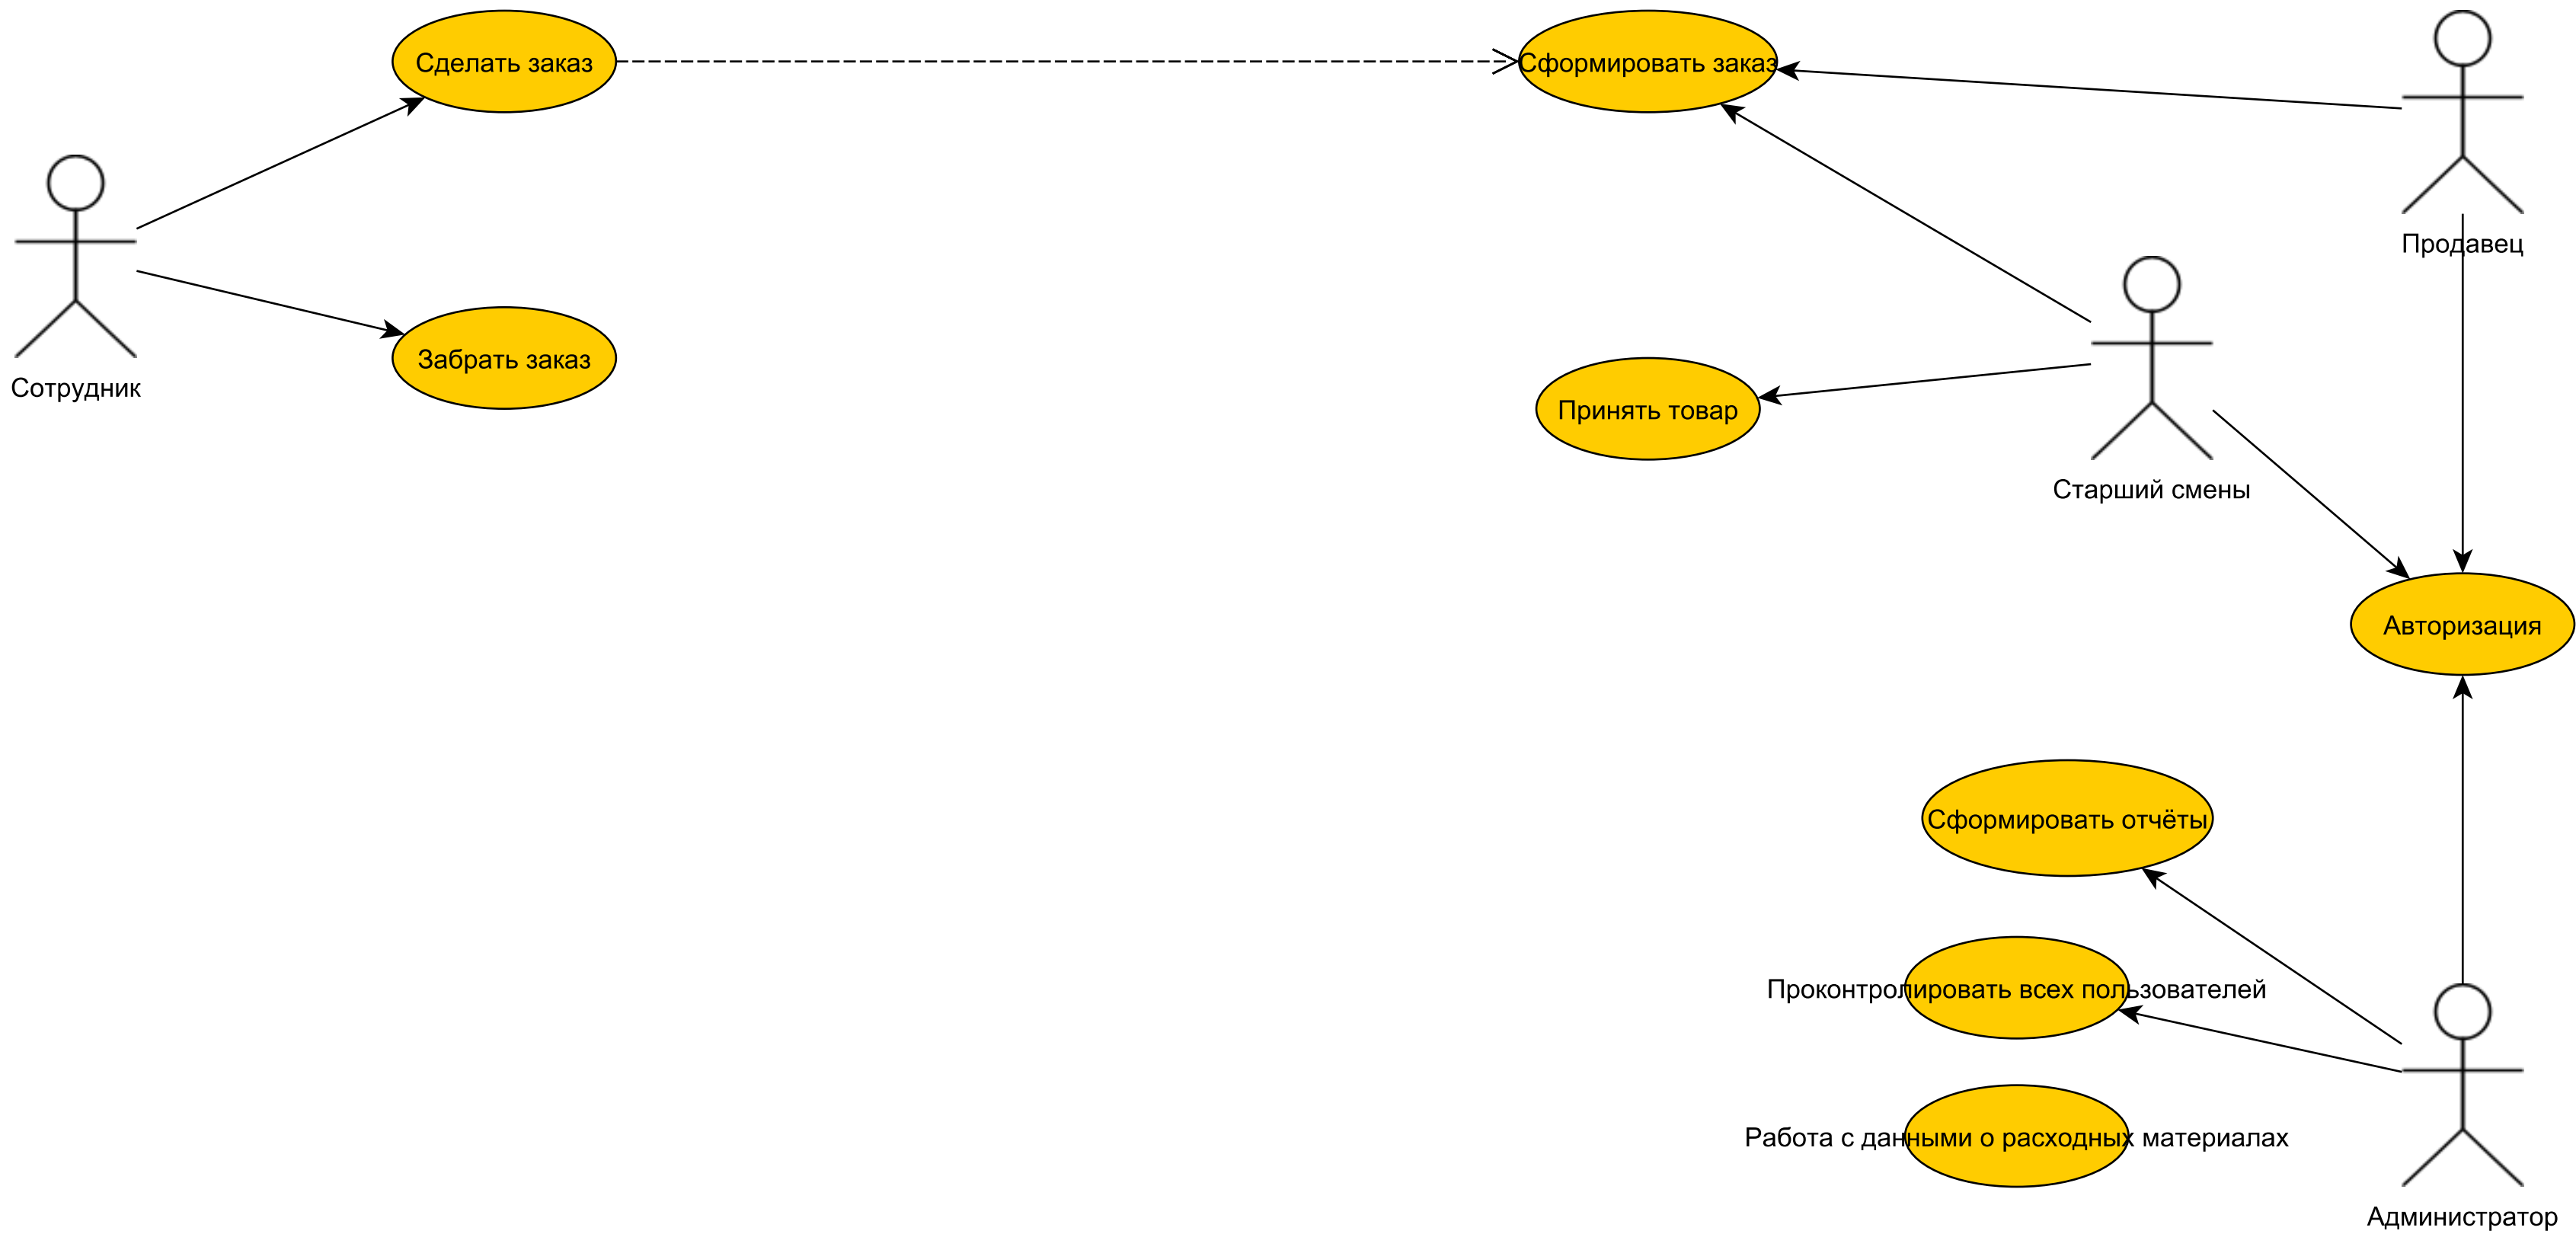 Сделать заказ
Сформировать заказ
Продавец
Забрать заказ
Сотрудник
Принять товар
Старший смены
Авторизация
Сформировать отчёты
Проконтролировать всех пользователей
Работа с данными о расходных материалах
Администратор